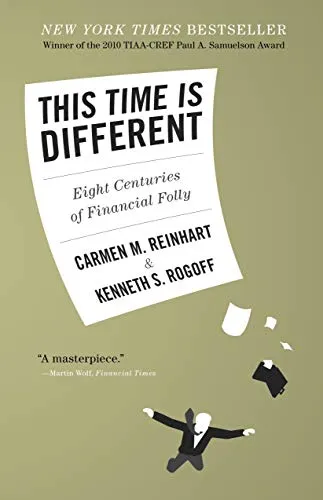 NEW YORK TIMES BESTSELLER
Winner of the 2010 TIAA-CREF Paul A. Samuelson Award
THIS TIME IS
DIFFERENT
Eight Centuries
of Financial Folly
CARMEN M. REINHART
&
KENNETH S. ROGOFF
“A masterpiece.”
—Martin Wolf, Financial Times